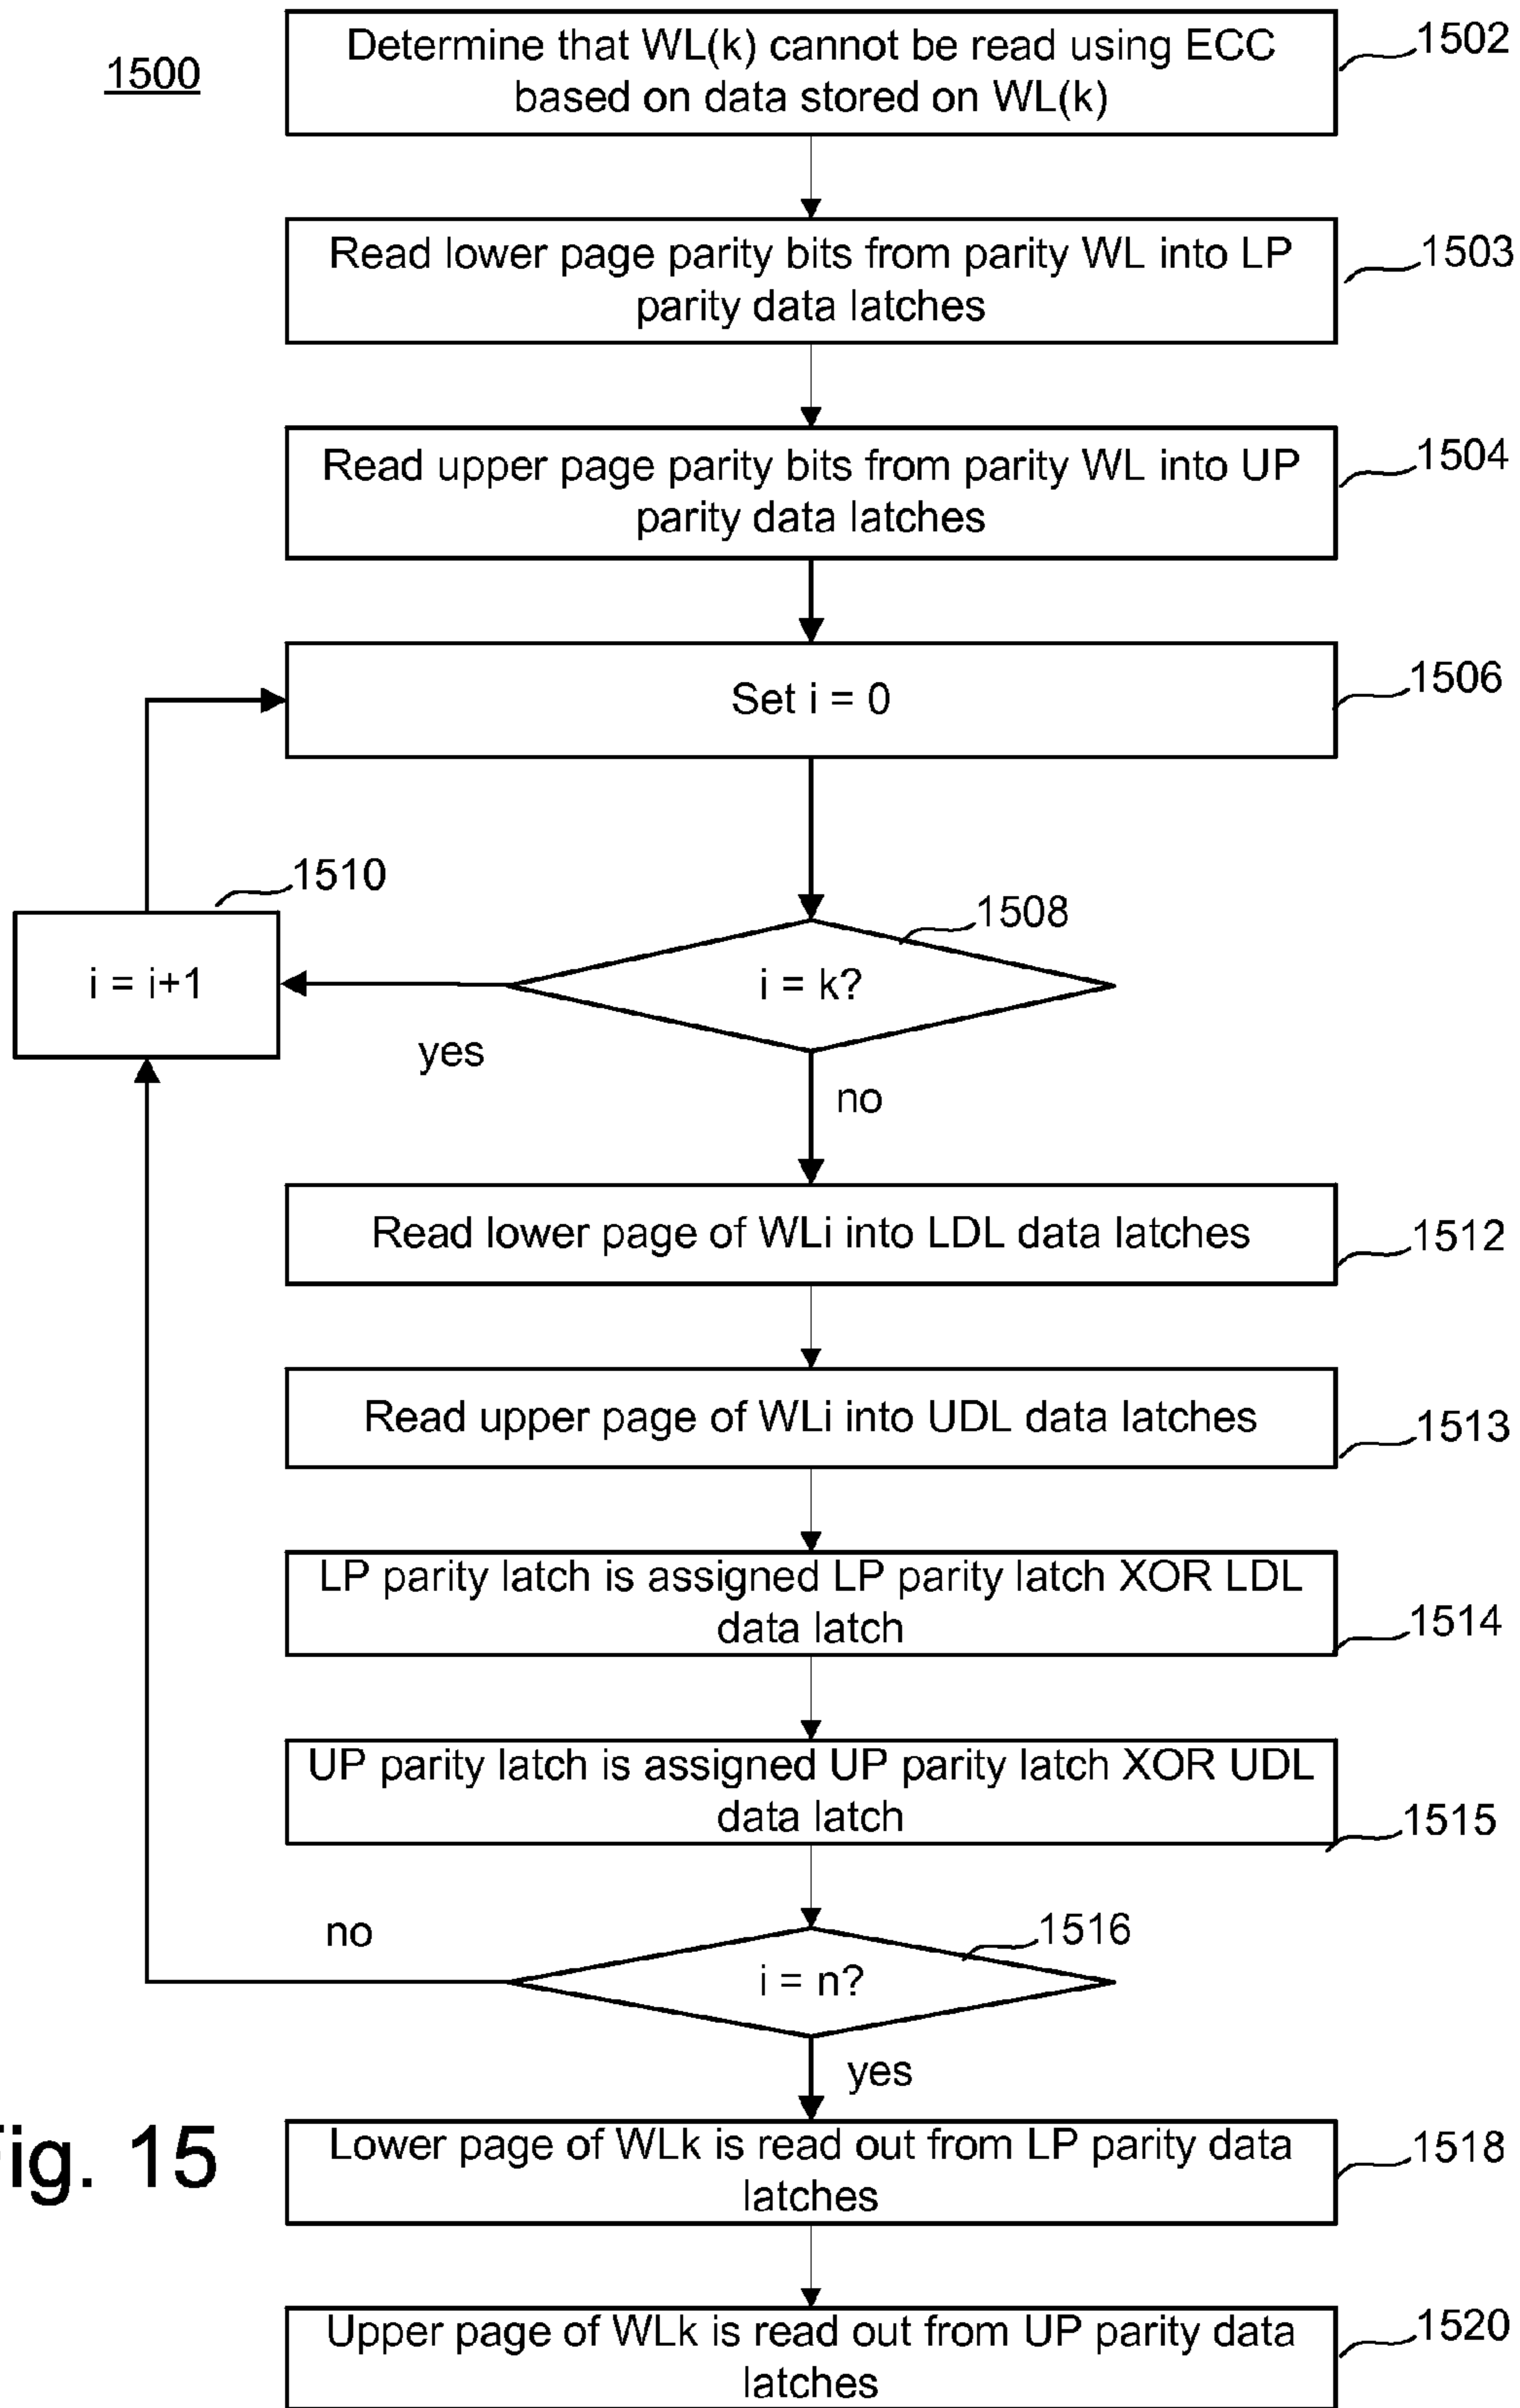 1500
Determine that WL(k) cannot be read using ECC
based on data stored on WL(k)
1502
Read lower page parity bits from parity WL into LP
parity data latches
1503
Read upper page parity bits from parity WL into UP
parity data latches
1504
Set i = 0
1506
1510
i = i+1
1508
i = k?
yes
no
Read lower page of WLi into LDL data latches
1512
Read upper page of WLi into UDL data latches
1513
LP parity latch is assigned LP parity latch XOR LDL
data latch
1514
UP parity latch is assigned UP parity latch XOR UDL
data latch
1515
no
1516
i = n?
yes
Fig. 15
Lower page of WLk is read out from LP parity data
latches
1518
Upper page of WLk is read out from UP parity data
latches
1520